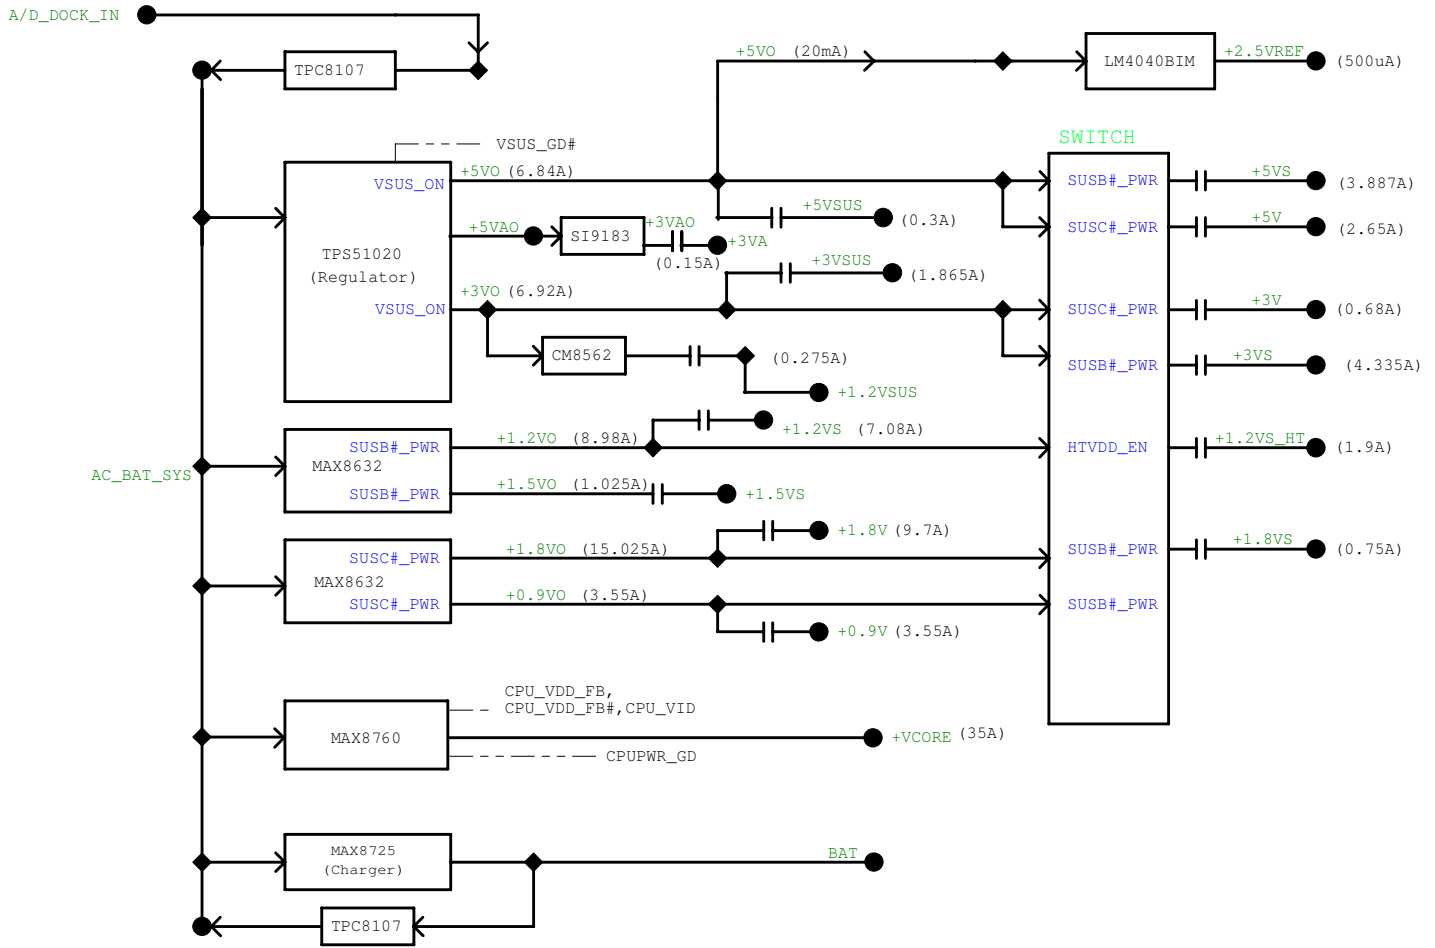 A/D_DOCK_IN
TPC8107
+5VO (20mA)
LM4040BIM
+2.5VREF
(500uA)
SWITCH
VSUS_GD#
VSUS_ON
+5VO (6.84A)
SUSB#_PWR
+5VS
(3.887A)
+5VSUS
(0.3A)
SUSC#_PWR
+5V
(2.65A)
+5VAO
SI9183
+3VAO
+3VA
(0.15A)
TPS51020
(Regulator)
+3VSUS
(1.865A)
+3VO (6.92A)
VSUS_ON
SUSC#_PWR
+3V
(0.68A)
CM8562
(0.275A)
SUSB#_PWR
+3VS
(4.335A)
+1.2VSUS
+1.2VS (7.08A)
SUSB#_PWR
+1.2VO (8.98A)
HTVDD_EN
+1.2VS_HT
(1.9A)
MAX8632
AC_BAT_SYS
SUSB#_PWR
+1.5VO (1.025A)
+1.5VS
+1.8V (9.7A)
SUSC#_PWR
+1.8VO (15.025A)
SUSB#_PWR
+1.8VS
(0.75A)
MAX8632
SUSC#_PWR
+0.9VO (3.55A)
SUSB#_PWR
+0.9V (3.55A)
CPU_VDD_FB,
CPU_VDD_FB#,CPU_VID
MAX8760
+VCORE (35A)
CPUPWR_GD
MAX8725
(Charger)
BAT
TPC8107